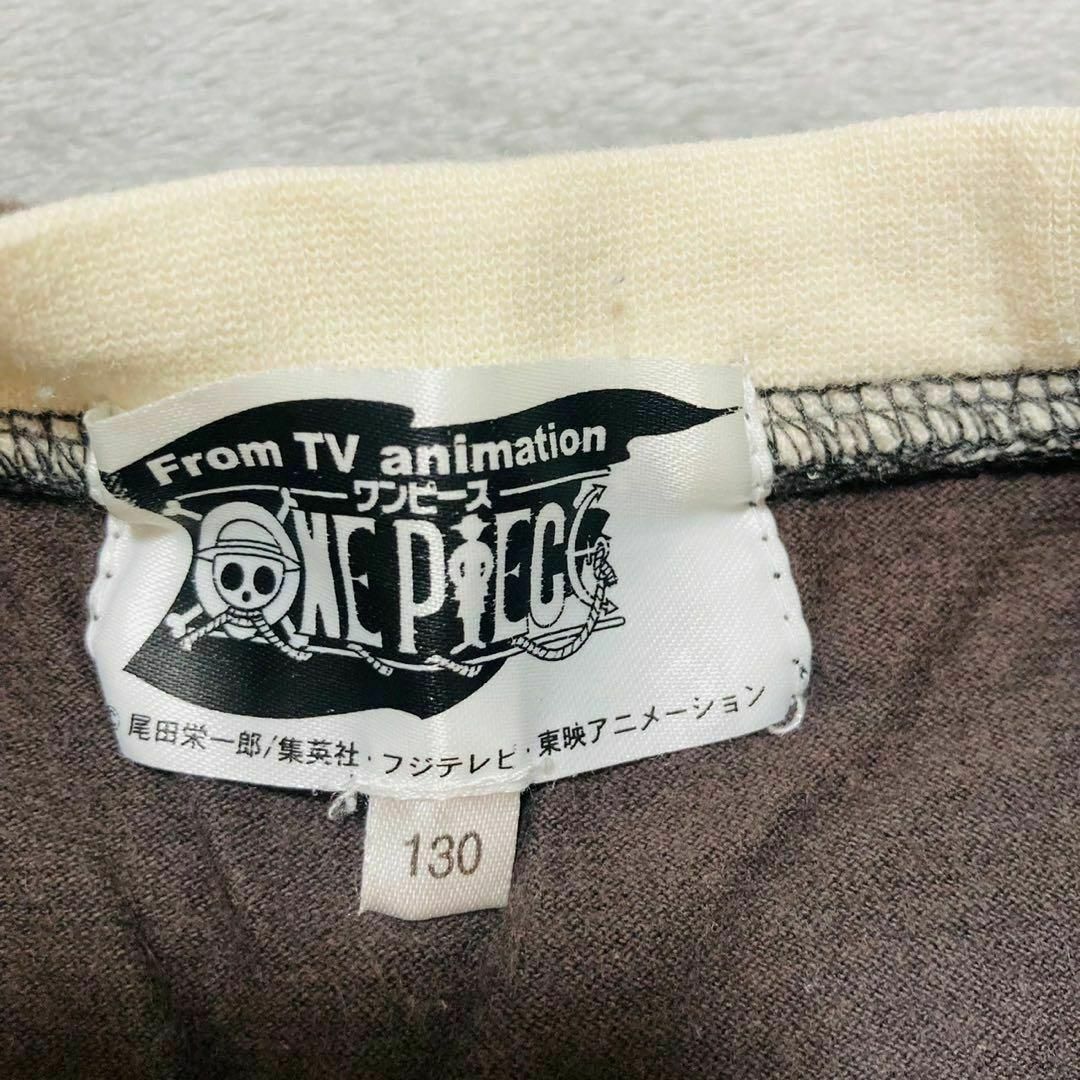 From TV animation
ワンピース
ONE PIECE
尾田栄一郎/集英社・フジテレビ・東映アニメーション
130